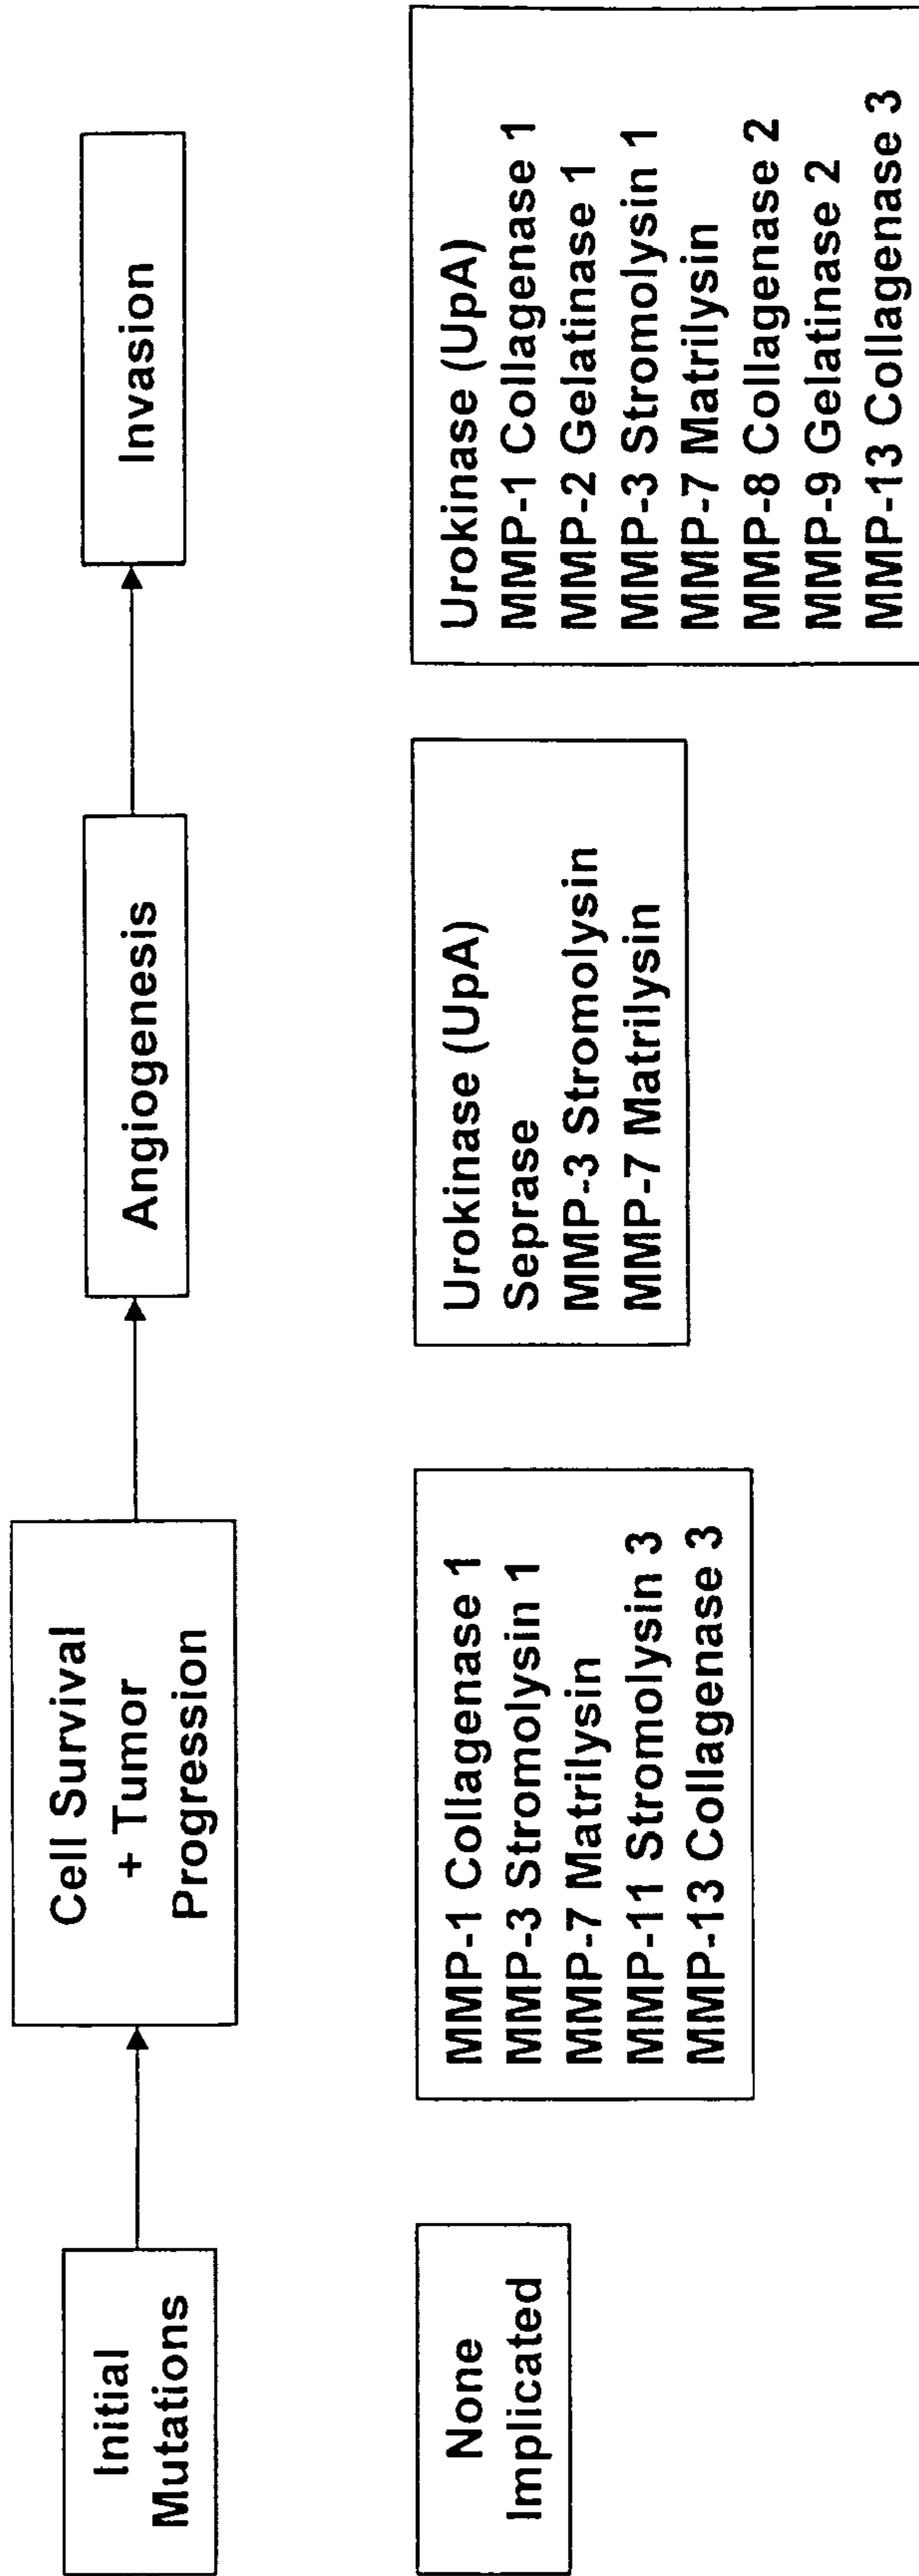 Initial
Mutations
Cell Survival
+ Tumor
Progression
Angiogenesis
Invasion
None
Implicated
MMP-1 Collagenase 1
MMP-3 Stromolysin 1
MMP-7 Matrilysin
MMP-11 Stromolysin 3
MMP-13 Collagenase 3
Urokinase (UpA)
Seprase
MMP-3 Stromolysin
MMP-7 Matrilysin
Urokinase (UpA)
MMP-1 Collagenase 1
MMP-2 Gelatinase 1
MMP-3 Stromolysin 1
MMP-7 Matrilysin
MMP-8 Collagenase 2
MMP-9 Gelatinase 2
MMP-13 Collagenase 3